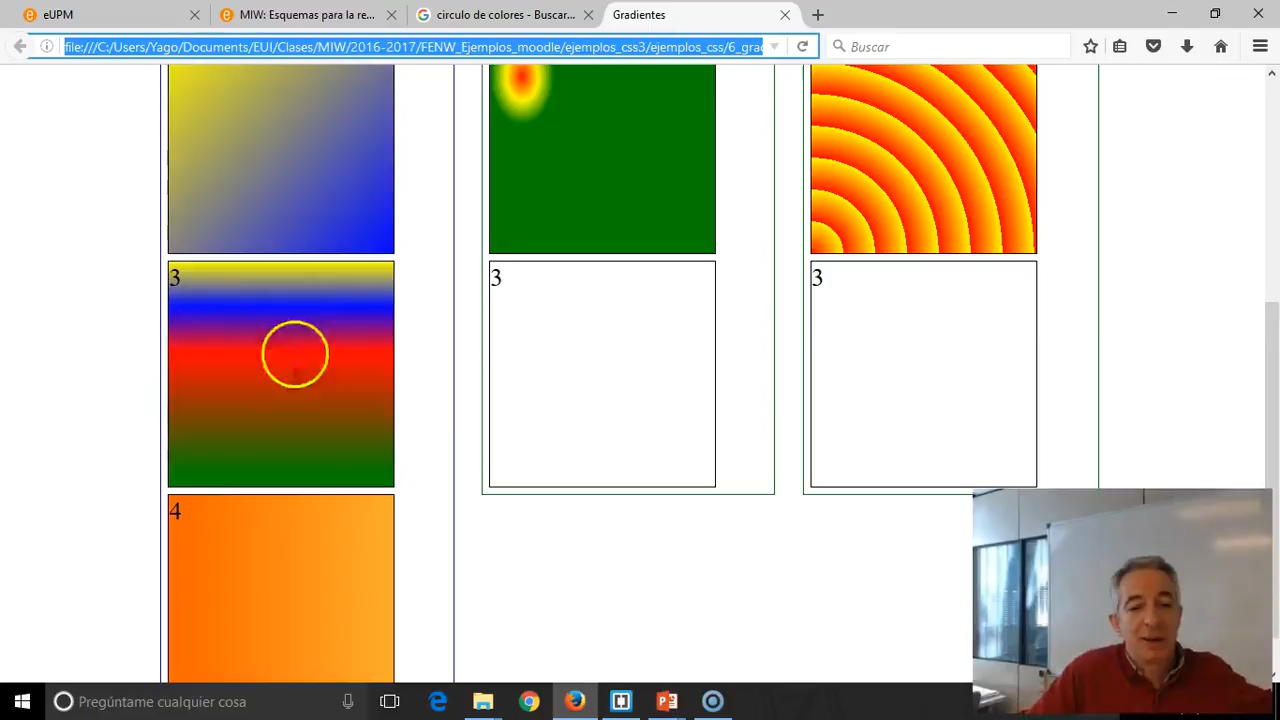 eUPM
MIW: Esquemas para la re...
circulo de colores - Buscar...
Gradientes
file:///C:/Users/Yago/Documents/EUI/Clases/MIW/2016-2017/FENW_Ejemplos_moodle/ejemplos_css3/ejemplos_css/6_grad
Buscar
3
3
3
4
Pregúntame cualquier cosa